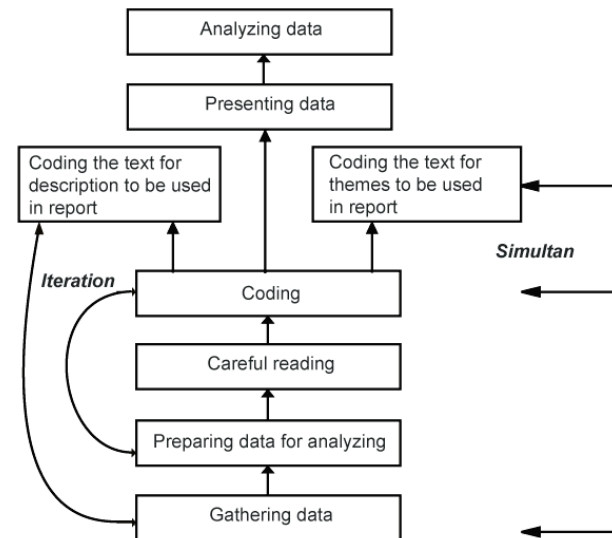 Analyzing data
Presenting data
Coding the text for
description to be used
in report
Coding the text for
themes to be used
in report
Iteration
Simultan
Coding
Careful reading
Preparing data for analyzing
Gathering data